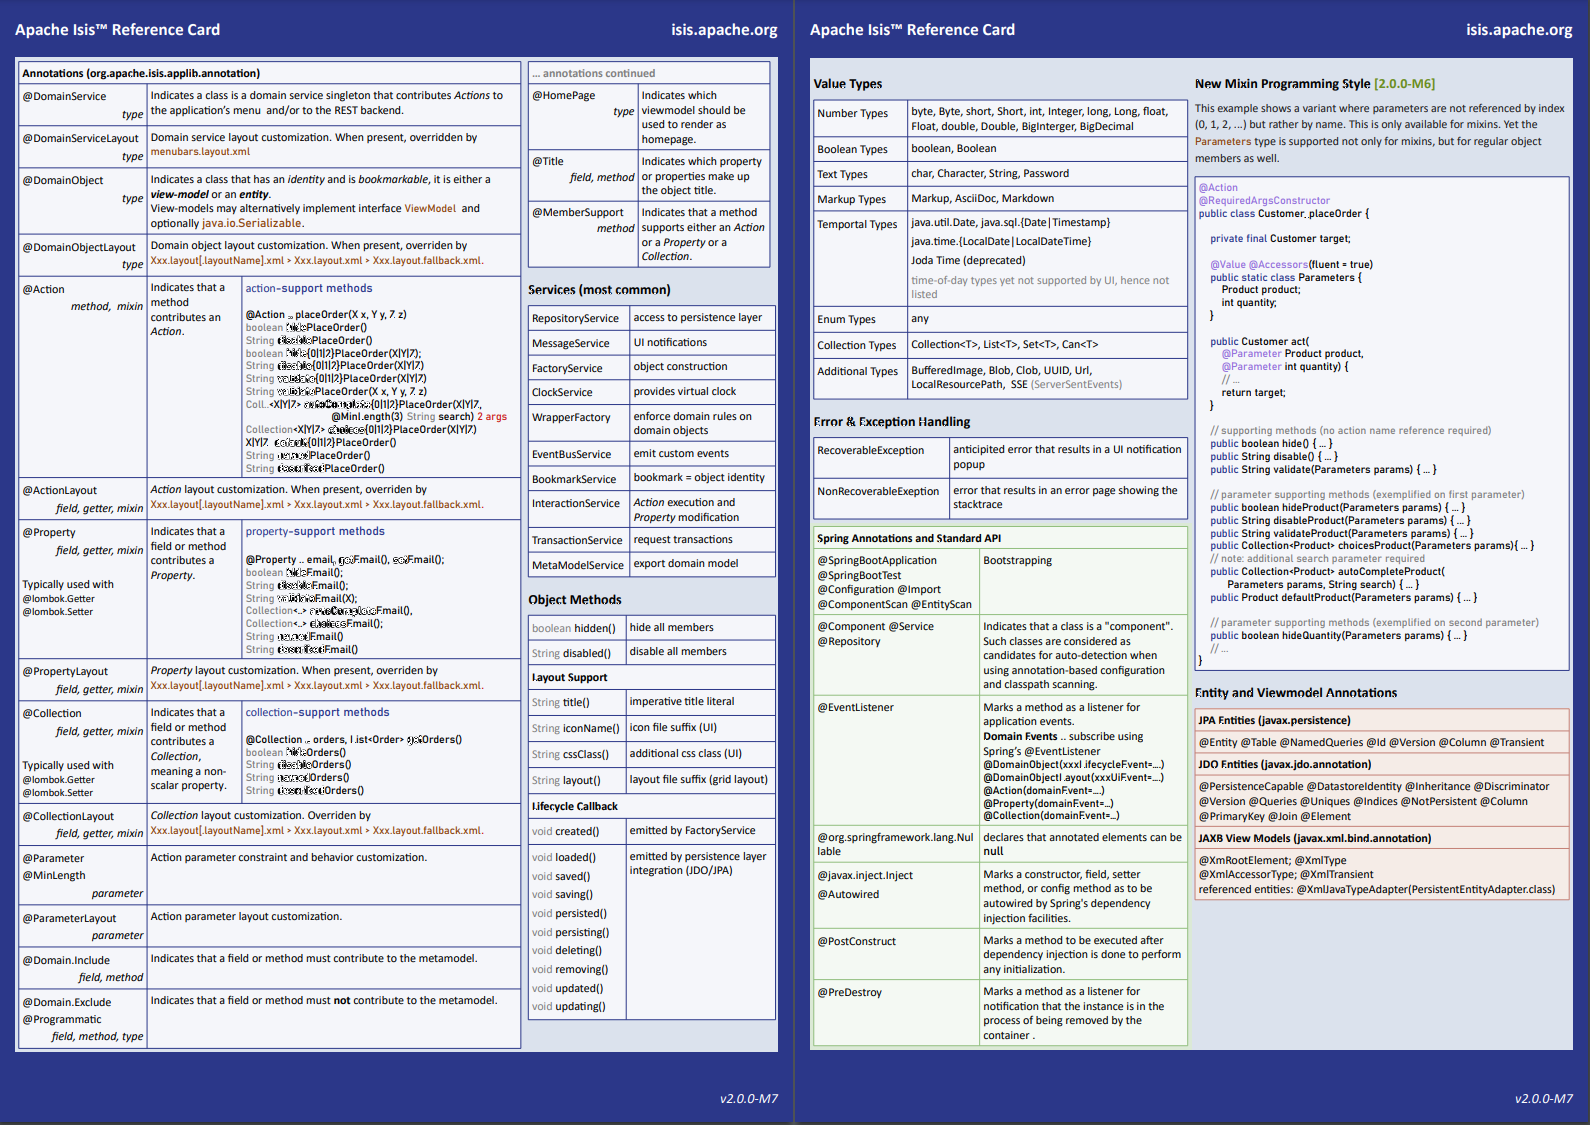 Apache Isis™ Reference Card
isis.apache.org
Annotations (org.apache.isis.applib.annotation)
@DomainService
type
Indicates a class is a domain service singleton that contributes Actions to
the application's menu and/or to the REST backend.
@DomainServiceLayout
type
Domain service layout customization. When present, overridden by
menubars.layout.xml
@DomainObject
type
Indicates a class that has an identity and is bookmarkable, it is either a
view-model or an entity.
View-models may alternatively implement interface ViewModel and
optionally java.io.Serializable.
@DomainObjectLayout
type
Domain object layout customization. When present, overriden by
Xxx.layout[.layoutName].xml > Xxx.layout.xml > Xxx.layout.fallback.xml.
@Action
method, mixin
Indicates that a
method
contributes an
Action.
action-support methods
@Action .. placeOrder(X x, Y y, Z z)
boolean PlaceOrder()
String PlaceOrder()
boolean {0|1|2}PlaceOrder(X|Y|Z);
String {0|1|2}PlaceOrder(X|Y|Z)
String {0|1|2}PlaceOrder(X|Y|Z)
String PlaceOrder(X x, Y y, Z z)
Coll..<X|Y|Z> {0|1|2}PlaceOrder(X|Y|Z,
@MinLength(3) String search) 2 args
Collection<X|Y|Z> {0|1|2}PlaceOrder(X|Y|Z)
X|Y|Z {0|1|2}PlaceOrder()
String PlaceOrder()
String PlaceOrder()
@ActionLayout
field, getter, mixin
Action layout customization. When present, overriden by
Xxx.layout[.layoutName].xml > Xxx.layout.xml > Xxx.layout.fallback.xml.
@Property
field, getter, mixin
Typically used with
@lombok.Getter
@lombok.Setter
Indicates that a
field or method
contributes a
Property.
property-support methods
@Property .. email, Email(), Email();
boolean Email();
String Email();
String Email(X);
Collection<..> Email(),
Collection<..> Email();
String Email()
String Email()
@PropertyLayout
field, getter, mixin
Property layout customization. When present, overriden by
Xxx.layout[.layoutName].xml > Xxx.layout.xml > Xxx.layout.fallback.xml.
@Collection
field, getter, mixin
Typically used with
@lombok.Getter
@lombok.Setter
Indicates that a
field or method
contributes a
Collection,
meaning a non-
scalar property.
collection-support methods
@Collection .. orders, List<Order> Orders()
boolean Orders()
String Orders()
String Orders()
String Orders()
@CollectionLayout
field, getter, mixin
Collection layout customization. Overriden by
Xxx.layout[.layoutName].xml > Xxx.layout.xml > Xxx.layout.fallback.xml.
@Parameter
@MinLength
parameter
Action parameter constraint and behavior customization.
@ParameterLayout
parameter
Action parameter layout customization.
@Domain.Include
field, method
Indicates that a field or method must contribute to the metamodel.
@Domain.Exclude
@Programmatic
field, method, type
Indicates that a field or method must not contribute to the metamodel.
... annotations continued
@HomePage
type
Indicates which
viewmodel should be
used to render as
homepage.
@Title
field, method
Indicates which property
or properties make up
the object title.
@MemberSupport
method
Indicates that a method
supports either an Action
or a Property or a
Collection.
Services (most common)
RepositoryService access to persistence layer
MessageService UI notifications
FactoryService object construction
ClockService provides virtual clock
WrapperFactory enforce domain rules on
domain objects
EventBusService emit custom events
BookmarkService bookmark = object identity
InteractionService Action execution and
Property modification
TransactionService request transactions
MetaModelService export domain model
Object Methods
boolean hidden() hide all members
String disabled() disable all members
Layout Support
String title() imperative title literal
String iconName() icon file suffix (UI)
String cssClass() additional css class (UI)
String layout() layout file suffix (grid layout)
Lifecycle Callback
void created() emitted by FactoryService
void loaded() emitted by persistence layer
integration (JDO/JPA)
void saved()
void saving()
void persisted()
void persisting()
void deleting()
void removing()
void updated()
void updating()
v2.0.0-M7
Apache Isis™ Reference Card
isis.apache.org
Value Types
Number Types byte, Byte, short, Short, int, Integer, long, Long, float,
Float, double, Double, BigInterger, BigDecimal
Boolean Types boolean, Boolean
Text Types char, Character, String, Password
Markup Types Markup, AsciiDoc, Markdown
Temportal Types java.util.Date, java.sql.{Date|Timestamp}
java.time.{LocalDate|LocalDateTime}
Joda Time (deprecated)
time-of-day types yet not supported by UI, hence not
listed
Enum Types any
Collection Types Collection<T>, List<T>, Set<T>, Can<T>
Additional Types BufferedImage, Blob, Clob, UUID, Url,
LocalResourcePath, SSE (ServerSentEvents)
Error & Exception Handling
RecoverableException anticipited error that results in a UI notification
popup
NonRecoverableExeption error that results in an error page showing the
stacktrace
Spring Annotations and Standard API
@SpringBootApplication Bootstrapping
@SpringBootTest
@Configuration @Import
@ComponentScan @EntityScan
@Component @Service
@Repository
Indicates that a class is a "component".
Such classes are considered as
candidates for auto-detection when
using annotation-based configuration
and classpath scanning.
@EventListener
Marks a method as a listener for
application events.
Domain Events .. subscribe using
Spring's @EventListener
@DomainObject(xxxLifecycleEvent=....)
@DomainObjectLayout(xxxUiEvent=....)
@Action(domainEvent=....)
@Property(domainEvent=...)
@Collection(domainEvent=...)
@org.springframework.lang.Nul
lable
declares that annotated elements can be
null
@javax.inject.Inject
@Autowired
Marks a constructor, field, setter
method, or config method as to be
autowired by Spring's dependency
injection facilities.
@PostConstruct
Marks a method to be executed after
dependency injection is done to perform
any initialization.
@PreDestroy
Marks a method as a listener for
notification that the instance is in the
process of being removed by the
container .
New Mixin Programming Style [2.0.0-M6]
This example shows a variant where parameters are not referenced by index
(0, 1, 2, ...) but rather by name. This is only available for mixins. Yet the
Parameters type is supported not only for mixins, but for regular object
members as well.
@Action
@RequiredArgsConstructor
public class Customer_placeOrder {
private final Customer target;
@Value @Accessors(fluent = true)
public static class Parameters {
Product product;
int quantity;
}
public Customer act(
@Parameter Product product,
@Parameter int quantity) {
// ...
return target;
}
// supporting methods (no action name reference required)
public boolean hide() { ... }
public String disable() { ... }
public String validate(Parameters params) { ... }
// parameter supporting methods (exemplified on first parameter)
public boolean hideProduct(Parameters params) { ... }
public String disableProduct(Parameters params) { ... }
public String validateProduct(Parameters params) { ... }
public Collection<Product> choicesProduct(Parameters params){ ... }
// note: additional search parameter required
public Collection<Product> autoCompleteProduct(
Parameters params, String search) { ... }
public Product defaultProduct(Parameters params) { ... }
// parameter supporting methods (exemplified on second parameter)
public boolean hideQuantity(Parameters params) { ... }
// ...
}
Entity and Viewmodel Annotations
JPA Entities (javax.persistence)
@Entity @Table @NamedQueries @Id @Version @Column @Transient
JDO Entities (javax.jdo.annotation)
@PersistenceCapable @DatastoreIdentity @Inheritance @Discriminator
@Version @Queries @Uniques @Indices @NotPersistent @Column
@PrimaryKey @Join @Element
JAXB View Models (javax.xml.bind.annotation)
@XmRootElement; @XmlType
@XmlAccessorType; @XmlTransient
referenced entities: @XmlJavaTypeAdapter(PersistentEntityAdapter.class)
v2.0.0-M7